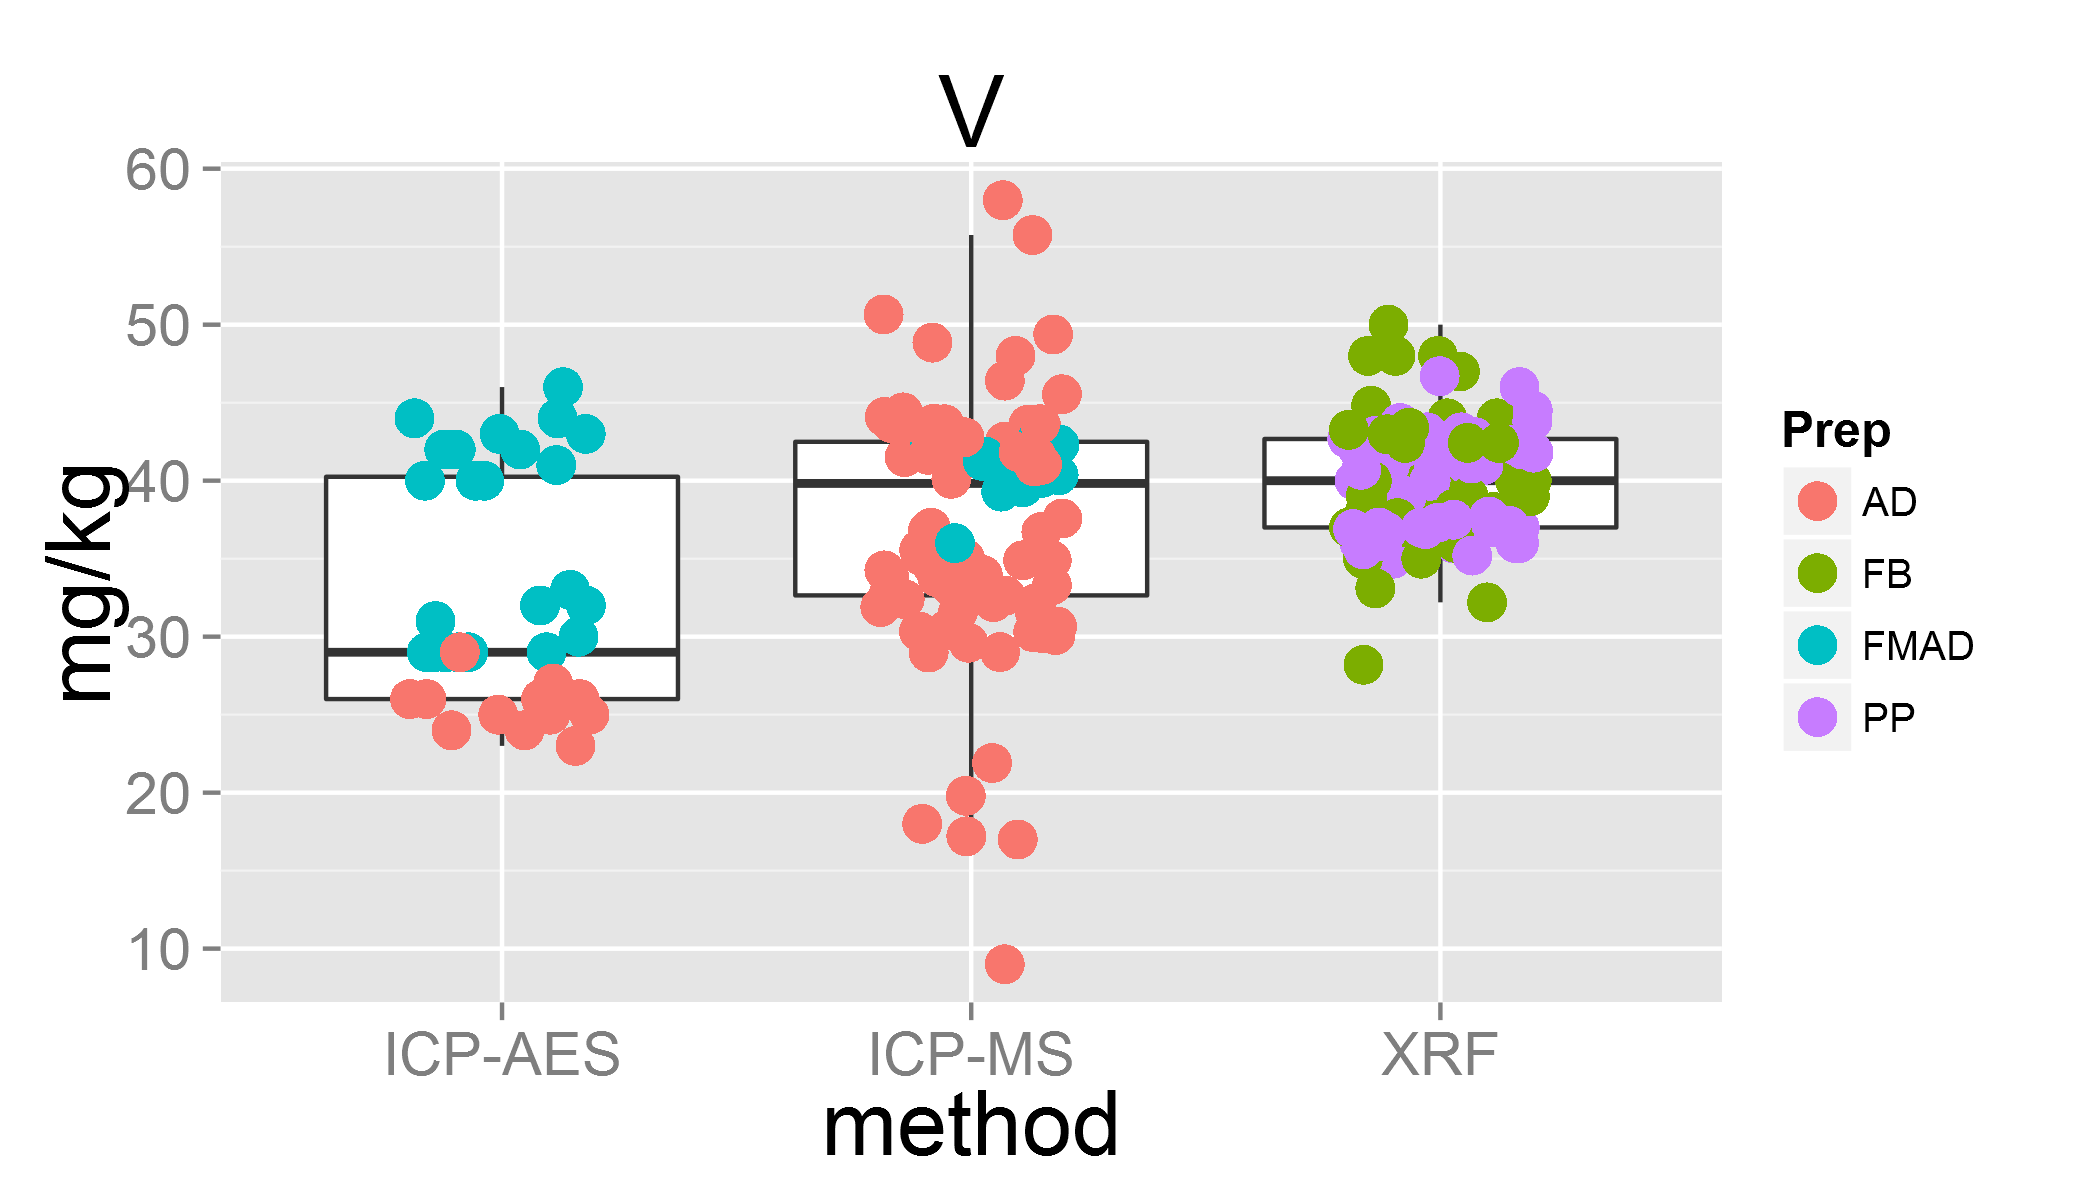 V
mg/kg
60
50
40
30
20
10
ICP-AES
ICP-MS
XRF
method
Prep
AD
FB
FMAD
PP